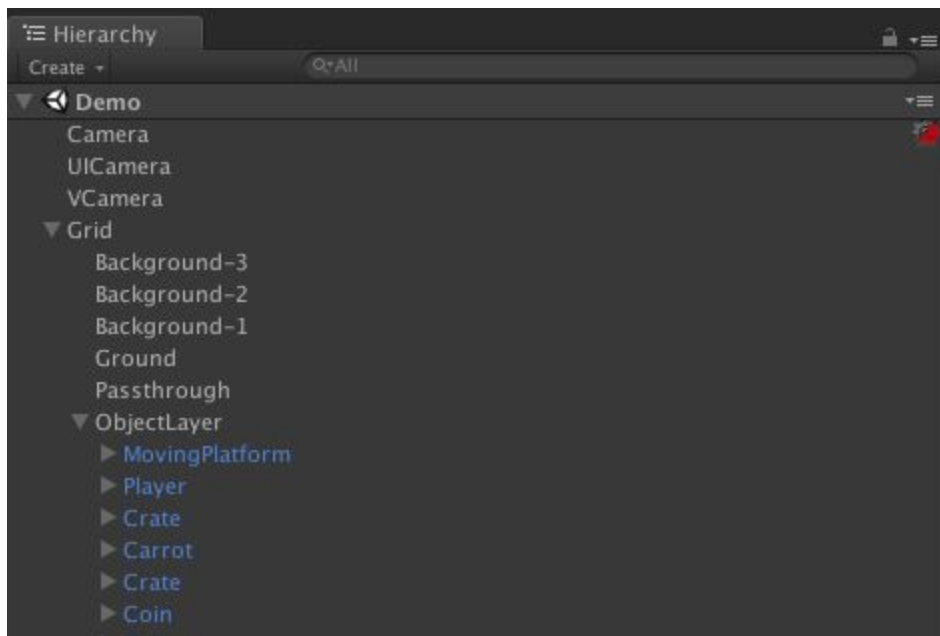 Hierarchy
Create All
Demo
Camera
UICamera
VCamera
Grid
Background-3
Background-2
Background-1
Ground
Passthrough
ObjectLayer
MovingPlatform
Player
Crate
Carrot
Crate
Coin